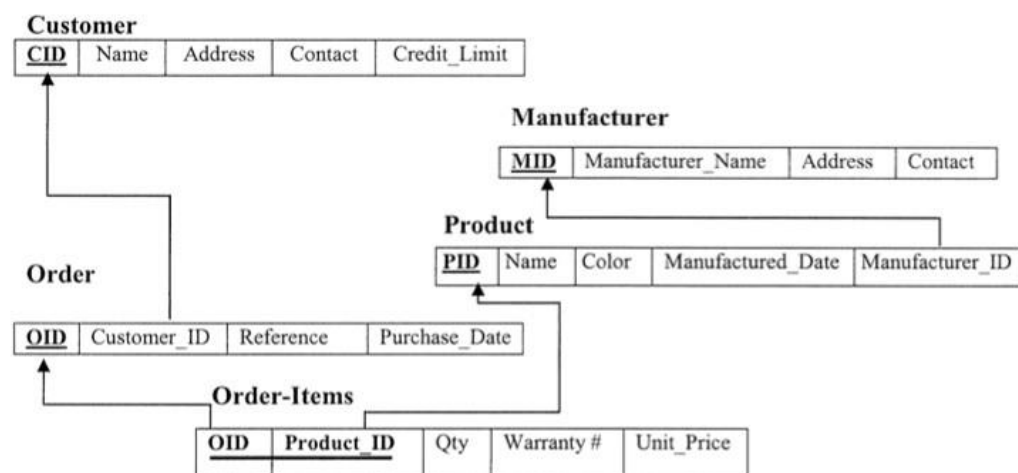 Customer
CID Name Address Contact Credit_Limit
Manufacturer
MID Manufacturer_Name Address Contact
Product
PID Name Color Manufactured_Date Manufacturer_ID
Order
OID Customer_ID Reference Purchase_Date
Order-Items
OID Product_ID Qty Warranty # Unit_Price